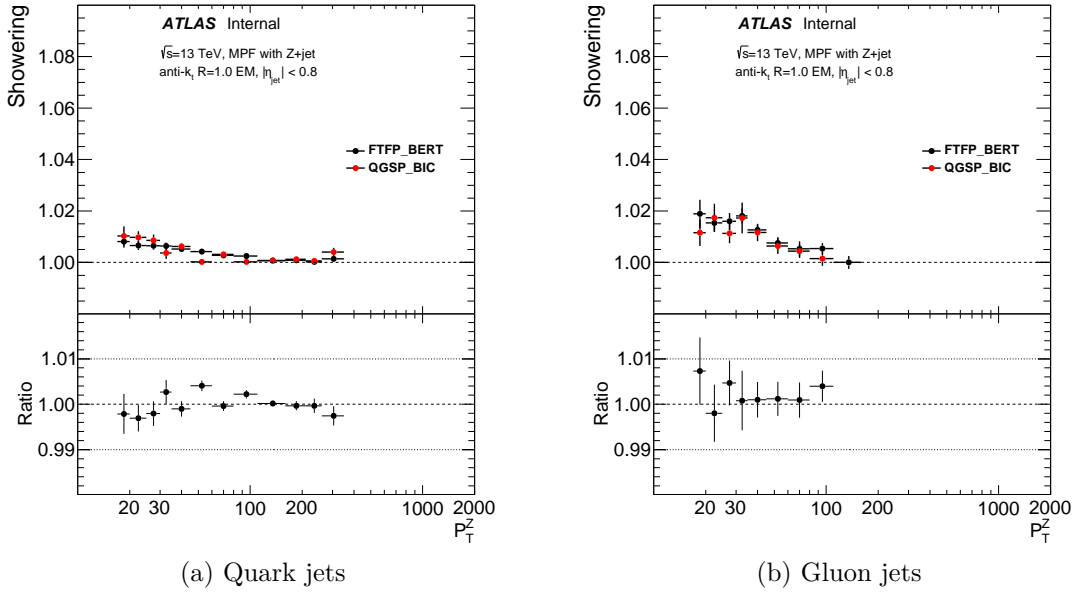 Showering
1.08
1.06
1.04
1.02
1.00
ATLAS Internal
√s=13 TeV, MPF with Z+jet
anti-kt R=1.0 EM, |ηjet| < 0.8
FTFP_BERT
QGSP_BIC
Ratio
1.01
1.00
0.99
20 30 100 200 1000 2000
P_T^Z
(a) Quark jets
Showering
1.08
1.06
1.04
1.02
1.00
ATLAS Internal
√s=13 TeV, MPF with Z+jet
anti-kt R=1.0 EM, |ηjet| < 0.8
FTFP_BERT
QGSP_BIC
Ratio
1.01
1.00
0.99
20 30 100 200 1000 2000
P_T^Z
(b) Gluon jets